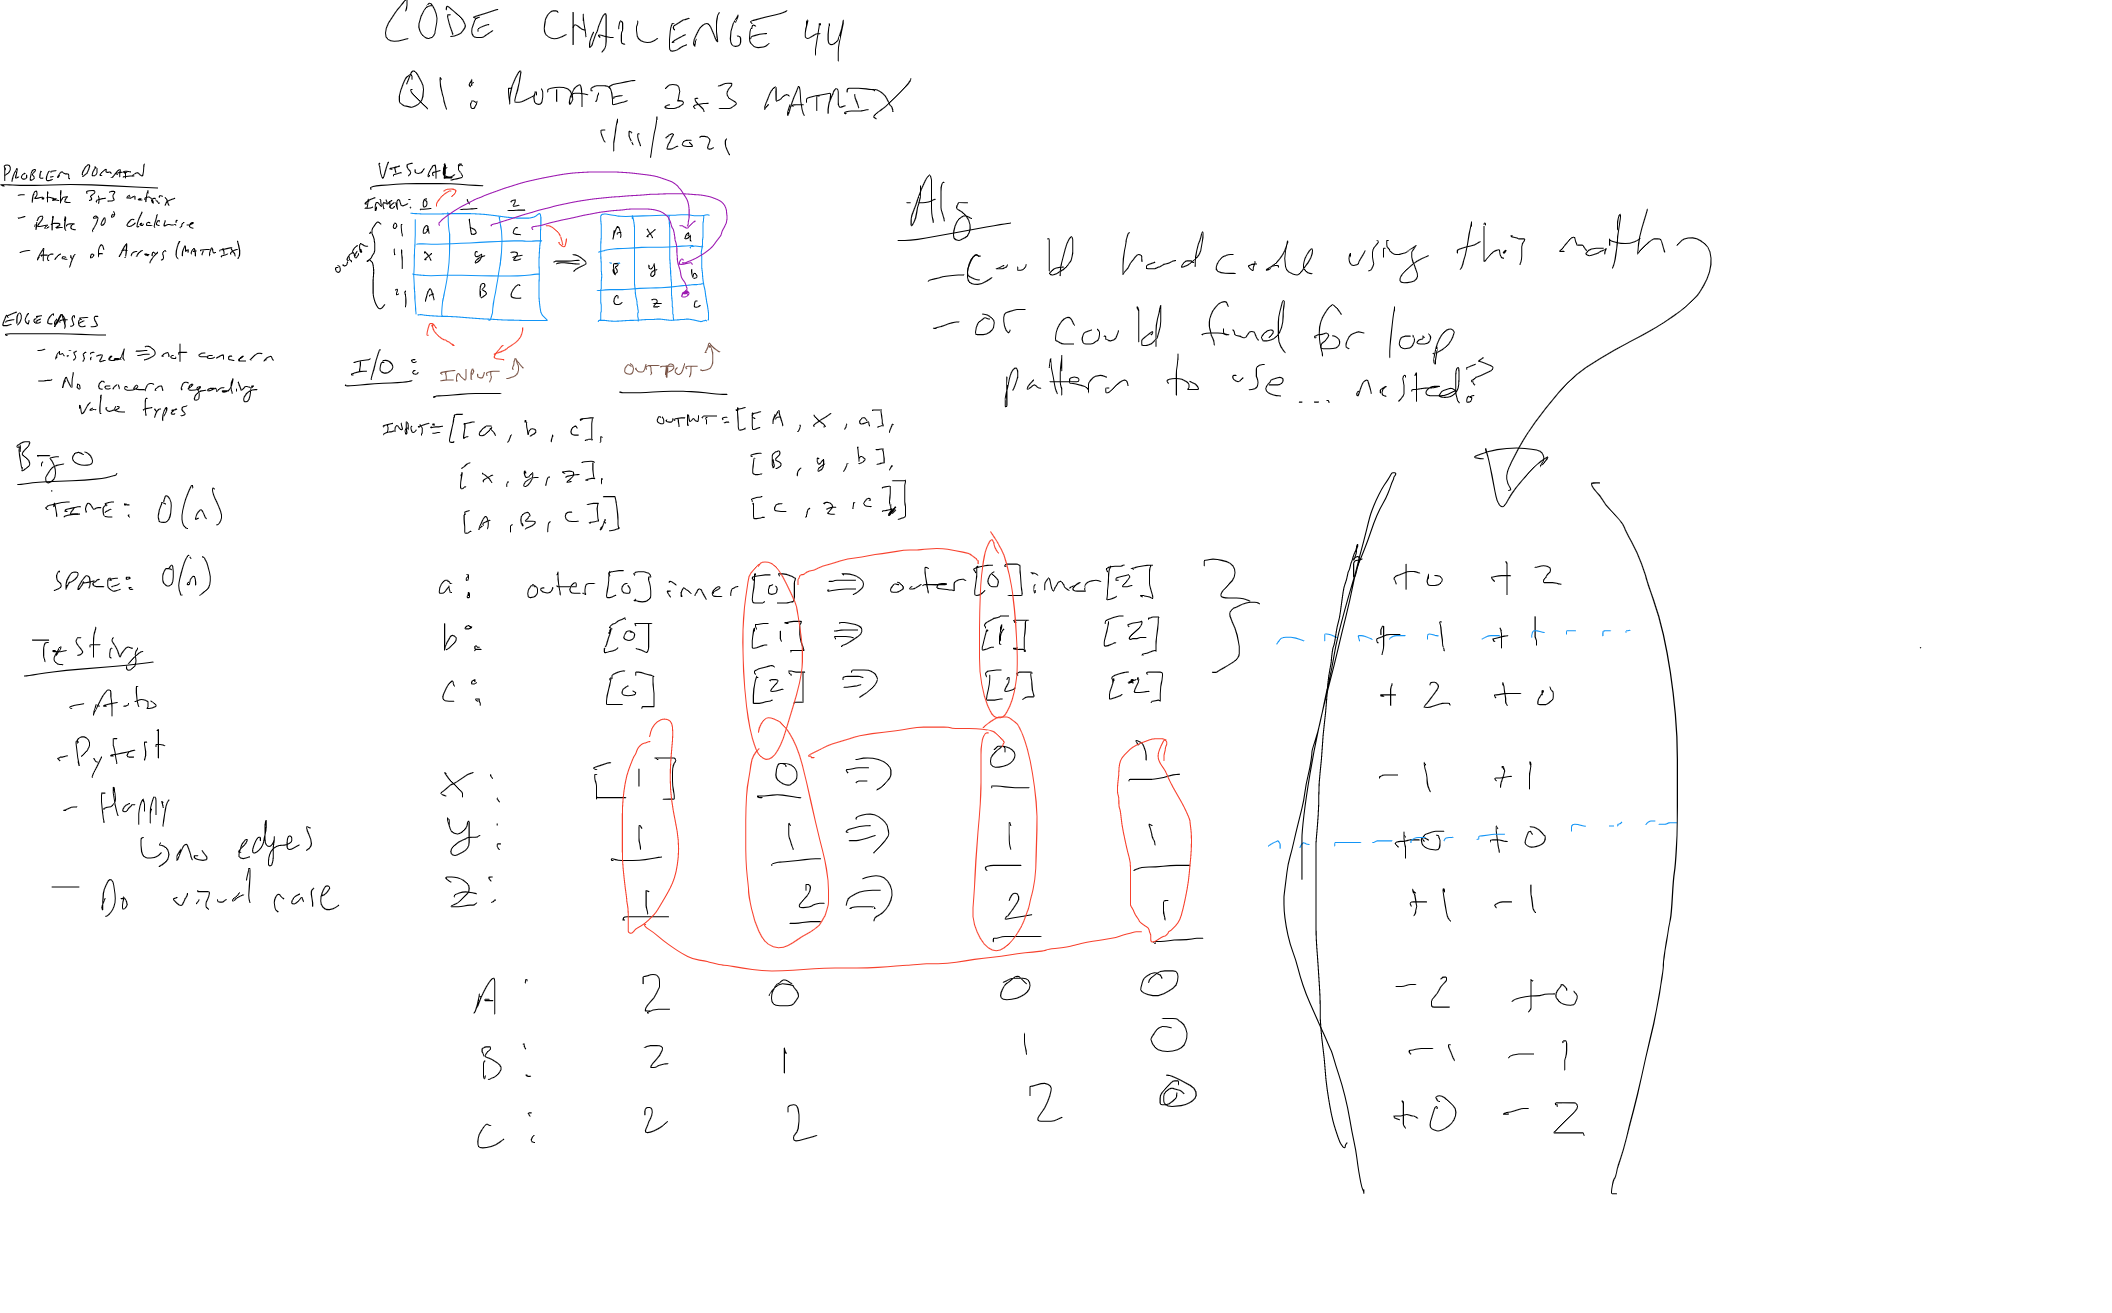 CODE CHALLENGE 44
Q1: ROTATE 3x3 MATRIX
1/11/2021
PROBLEM DOMAIN
- Rotate 3x3 matrix
- Rotate 90° clockwise
- Array of Arrays (MATRIX)
EDGE CASES
- missized => not concern
- No concern regarding
value types
Big O
TIME: O(n)
SPACE: O(n)
Testing
- Auto
- Pytest
- Happy
↳ no edges
- Do visual case
VISUALS
INNER: 0 1 2
OUTER
0| a b c
1| x y z
2| A B C
=>
A x a
B y b
C z c
I/O:
INPUT
OUTPUT
INPUT = [[a, b, c],
[x, y, z],
[A, B, C],]
OUTPUT = [[A, X, a],
[B, y, b],
[C, z, c]]
Alg
- Could hard code using this math
- or could find for loop
pattern to use... nested?
a: outer[0] inner[0] => outer[0] inner[2]
b: [0] [1] => [1] [2]
c: [0] [2] => [2] [2]
x: [1] 0 => 0 1
y: 1 1 => 1 1
z: 1 2 => 2 1
A: 2 0 0 0
B: 2 1 1 0
C: 2 2 2 0
+0 +2
+1 +1
+2 +0
-1 +1
+0 +0
+1 -1
-2 +0
-1 -1
+0 -2